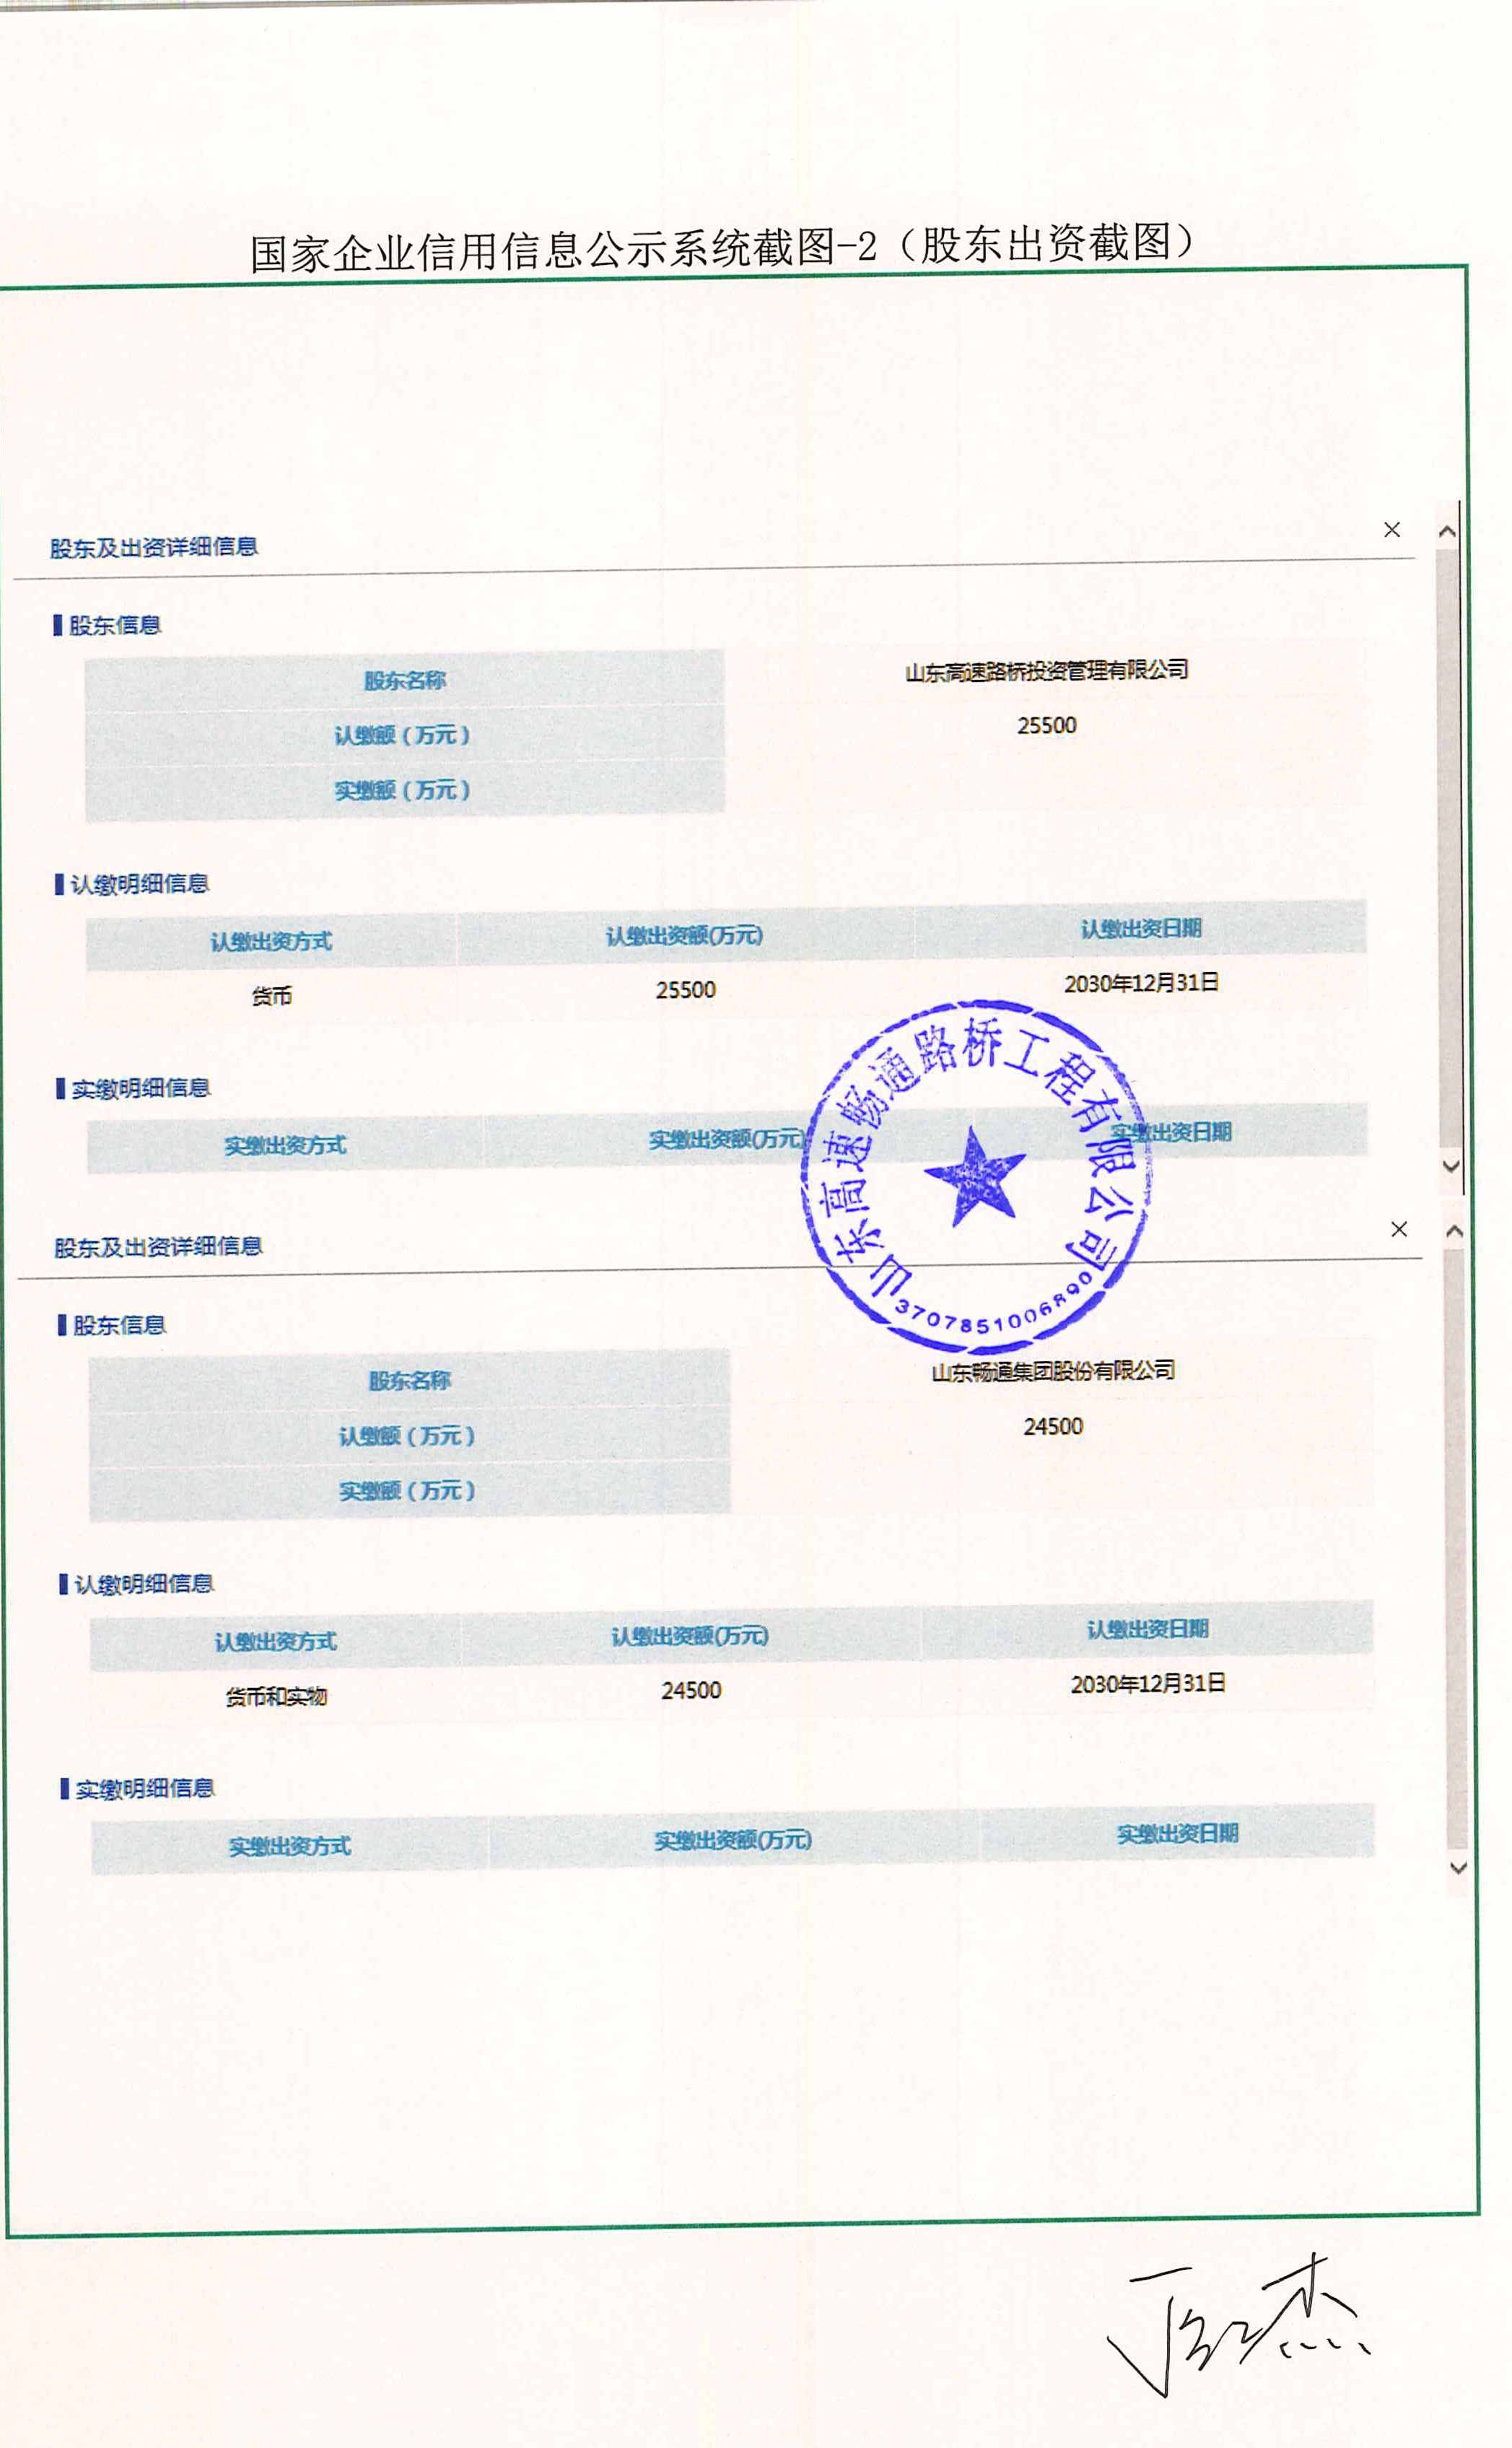 国家企业信用信息公示系统截图-2（股东出资截图）
股东及出资详细信息
股东信息
股东名称 山东高速路桥投资管理有限公司
认缴额（万元） 25500
实缴额（万元）
认缴明细信息
认缴出资方式 认缴出资额(万元) 认缴出资日期
货币 25500 2030年12月31日
实缴明细信息
实缴出资方式 实缴出资额(万元) 实缴出资日期
山东高速畅通路桥工程有限公司
3707851006890
股东及出资详细信息
股东信息
股东名称 山东畅通集团股份有限公司
认缴额（万元） 24500
实缴额（万元）
认缴明细信息
认缴出资方式 认缴出资额(万元) 认缴出资日期
货币和实物 24500 2030年12月31日
实缴明细信息
实缴出资方式 实缴出资额(万元) 实缴出资日期